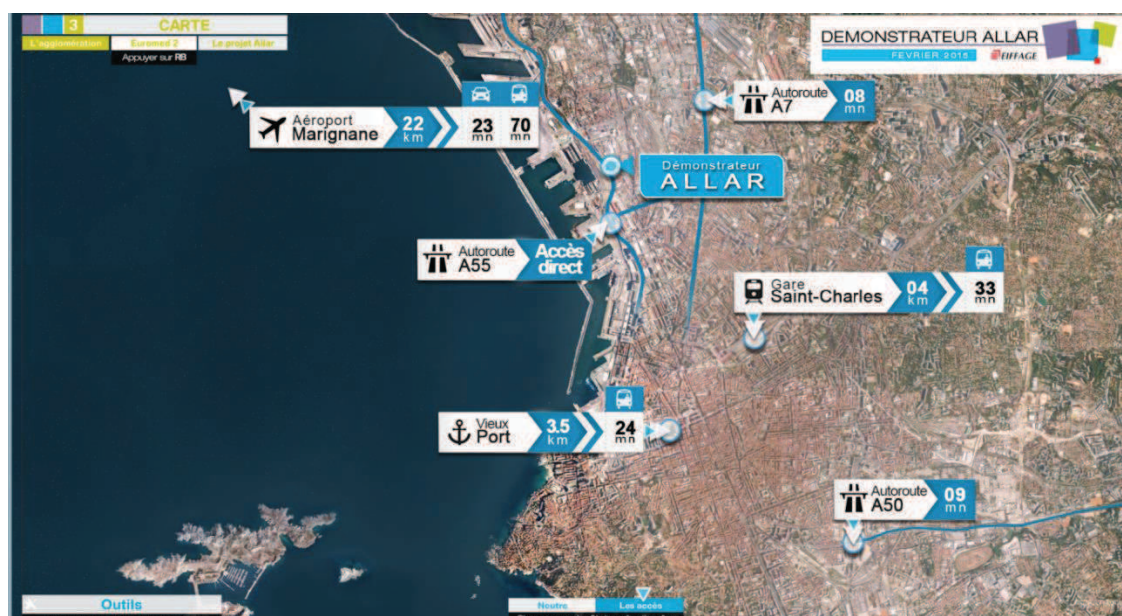 3 CARTE
L'agglomération Euromed 2 Le projet Allar
Appuyer sur RB
DEMONSTRATEUR ALLAR
FEVRIER 2015 EIFFAGE
Aéroport
Marignane
22
km
23
mn
70
mn
Autoroute
A7
08
mn
Démonstrateur
ALLAR
Autoroute
A55
Accès
direct
Gare
Saint-Charles
04
km
33
mn
Vieux
Port
3.5
km
24
mn
Autoroute
A50
09
mn
Outils
Neutre Les accès